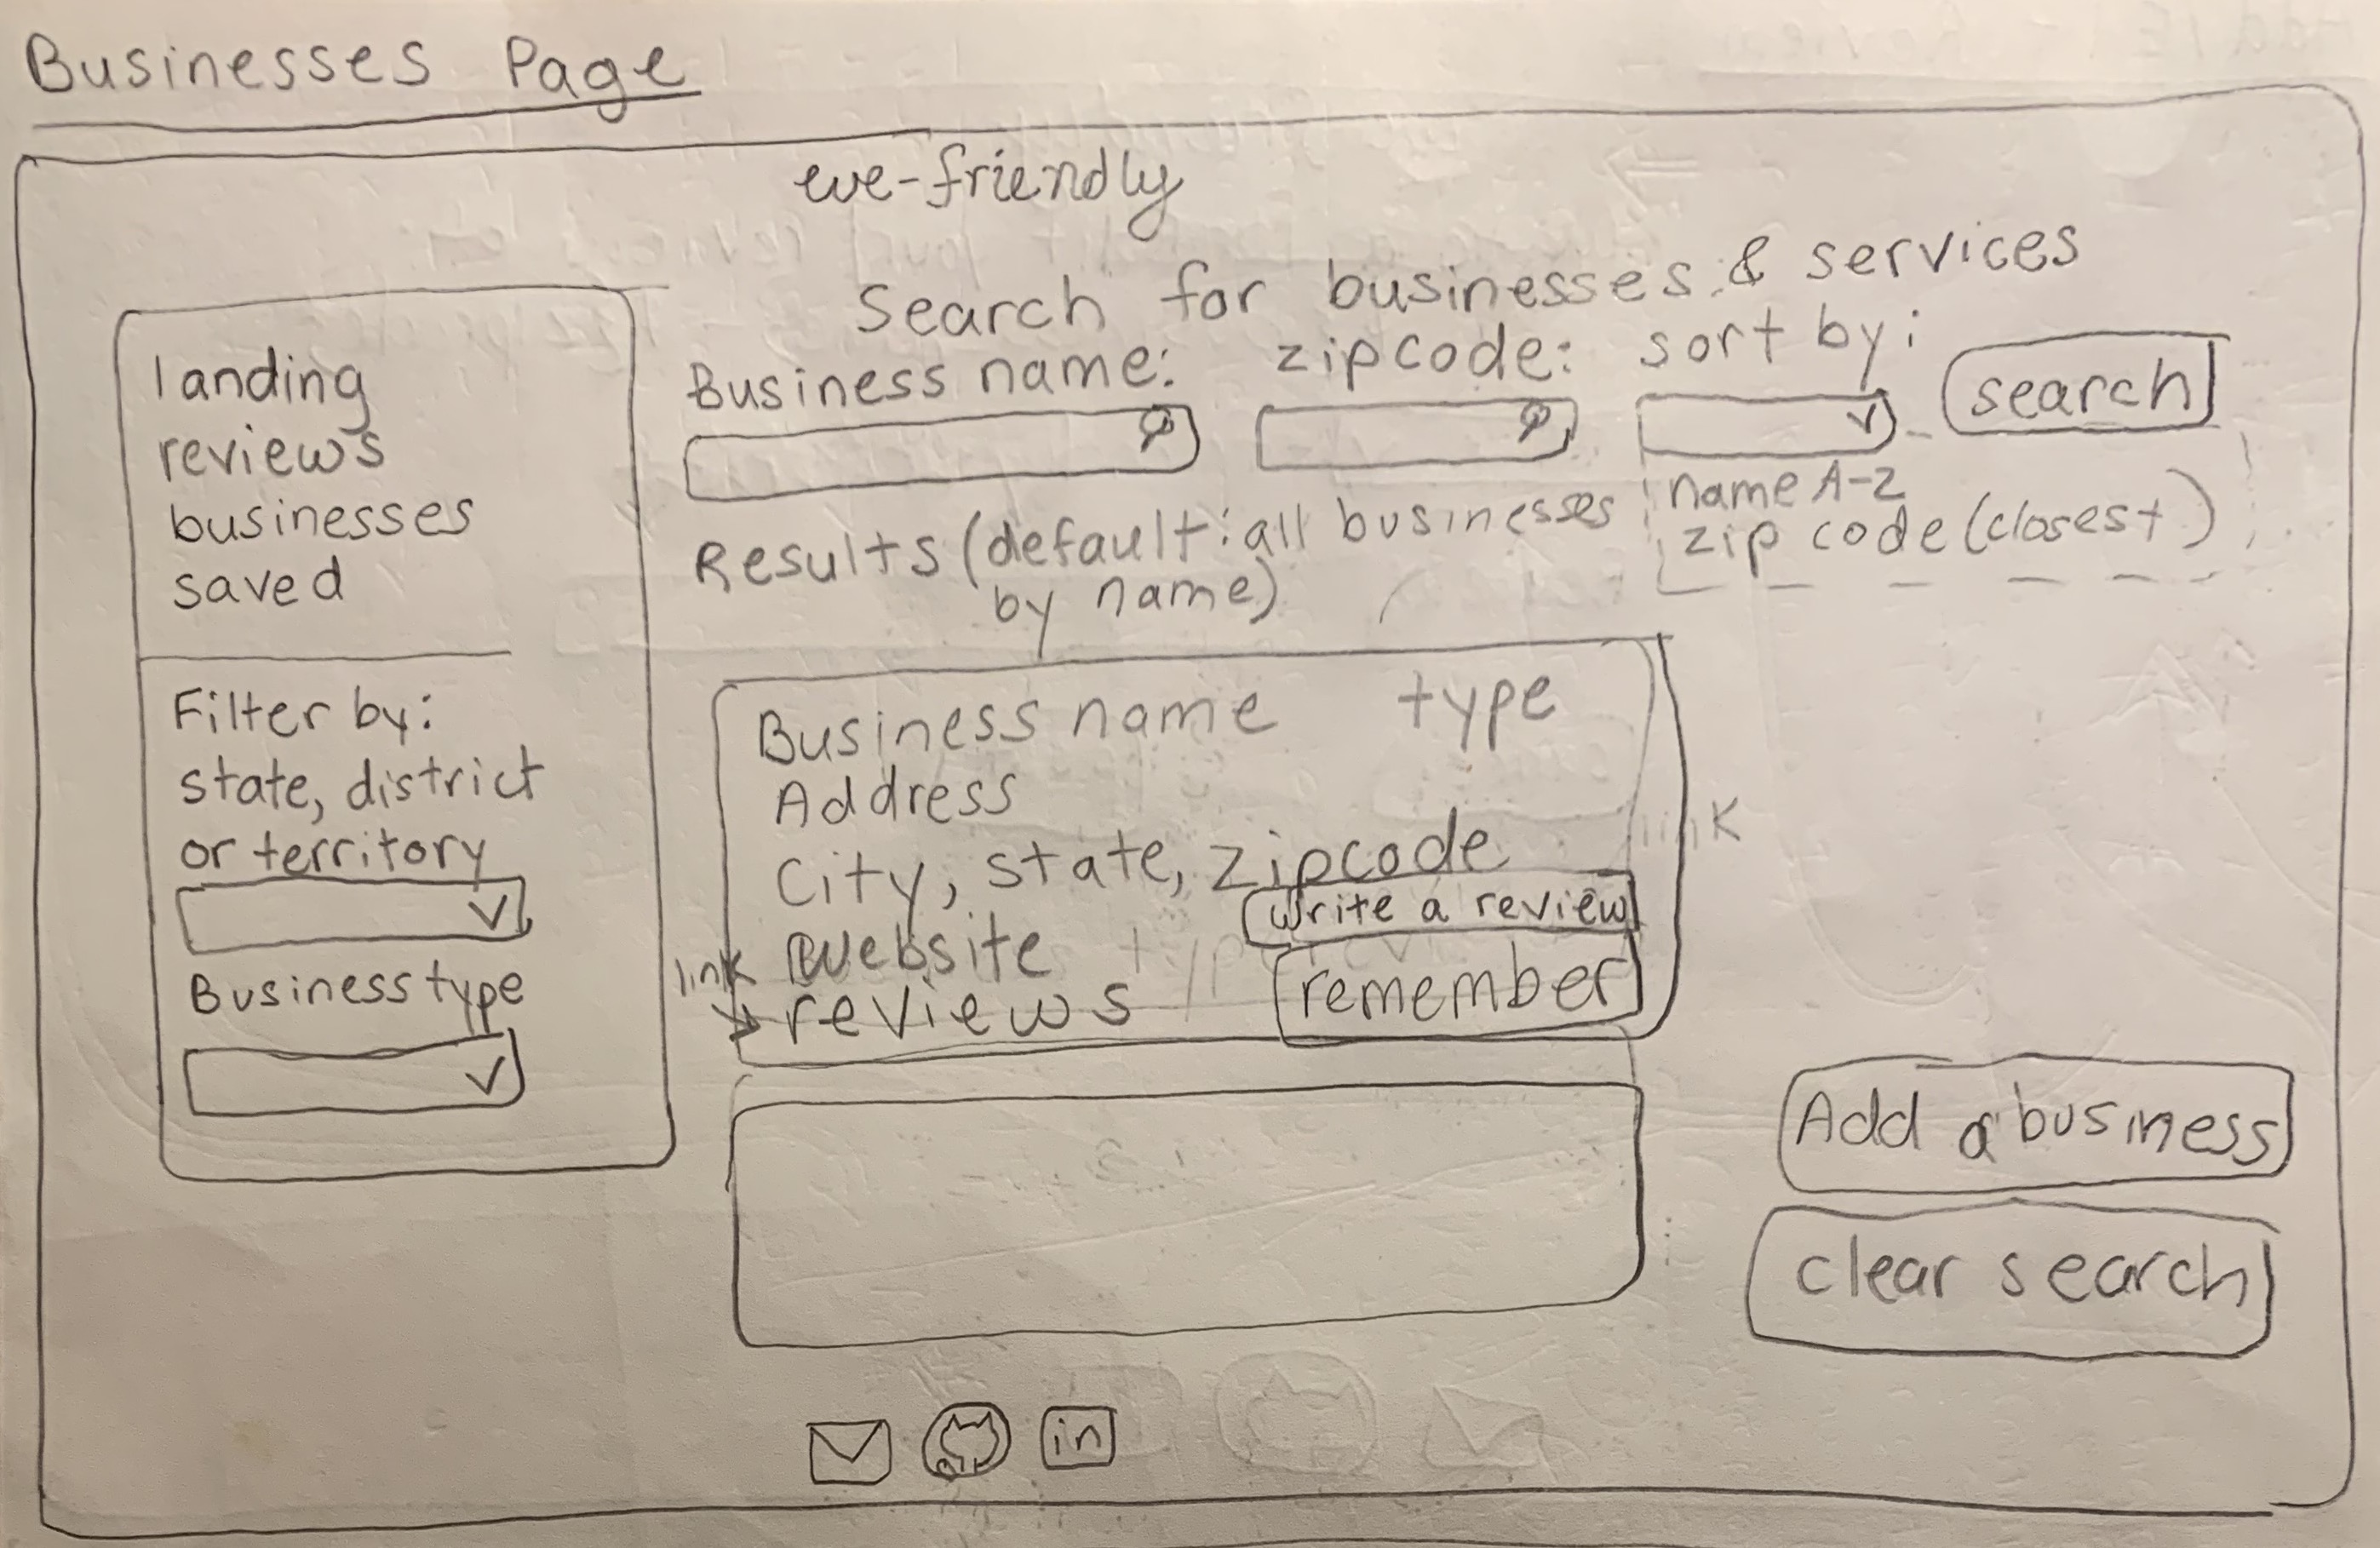 Businesses Page
eve-friendly
Search for businesses & services
landing
reviews
businesses
saved
Filter by:
state, district
or territory
Business type
Business name:
zipcode:
sort by:
search
name A-Z
zip code (closest)
Results (default: all businesses
by name)
Business name type
Address
City, state, zipcode
website
link
reviews
write a review
remember
link
Add a business
clear search
in